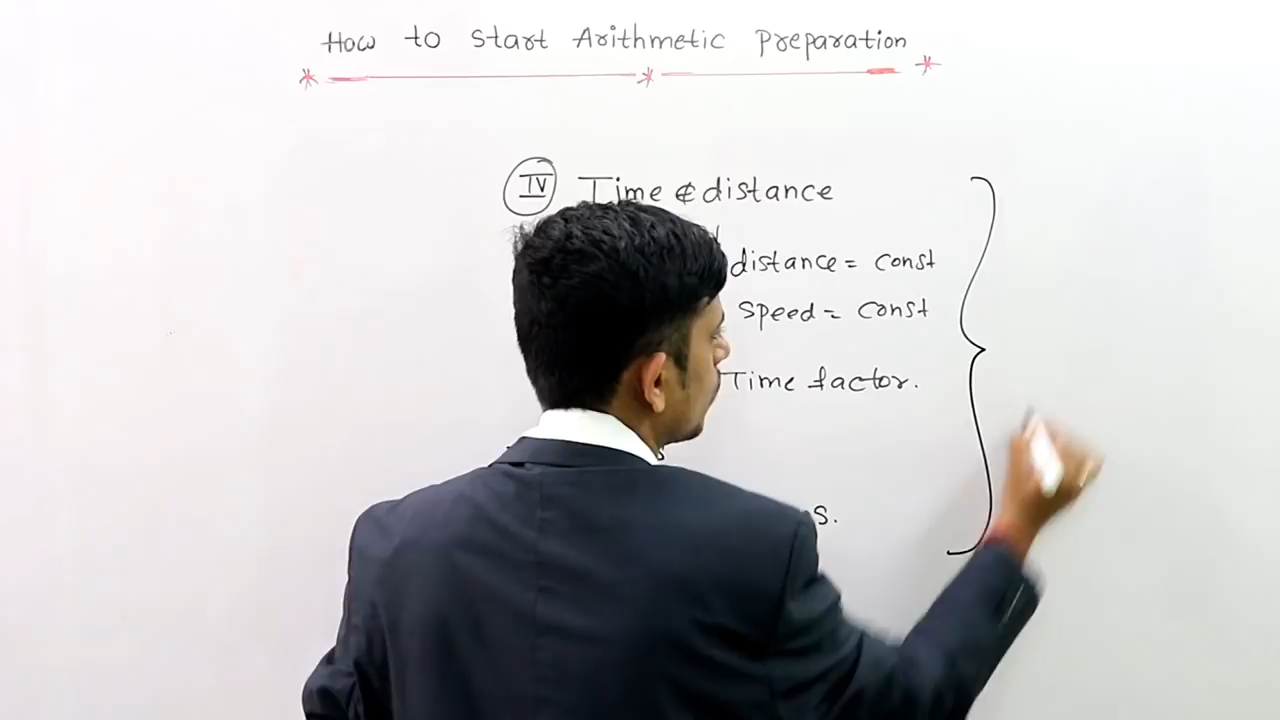 How to start Arithmetic Preparation
IV Time & distance
distance = const
speed = const
Time factor.
s.